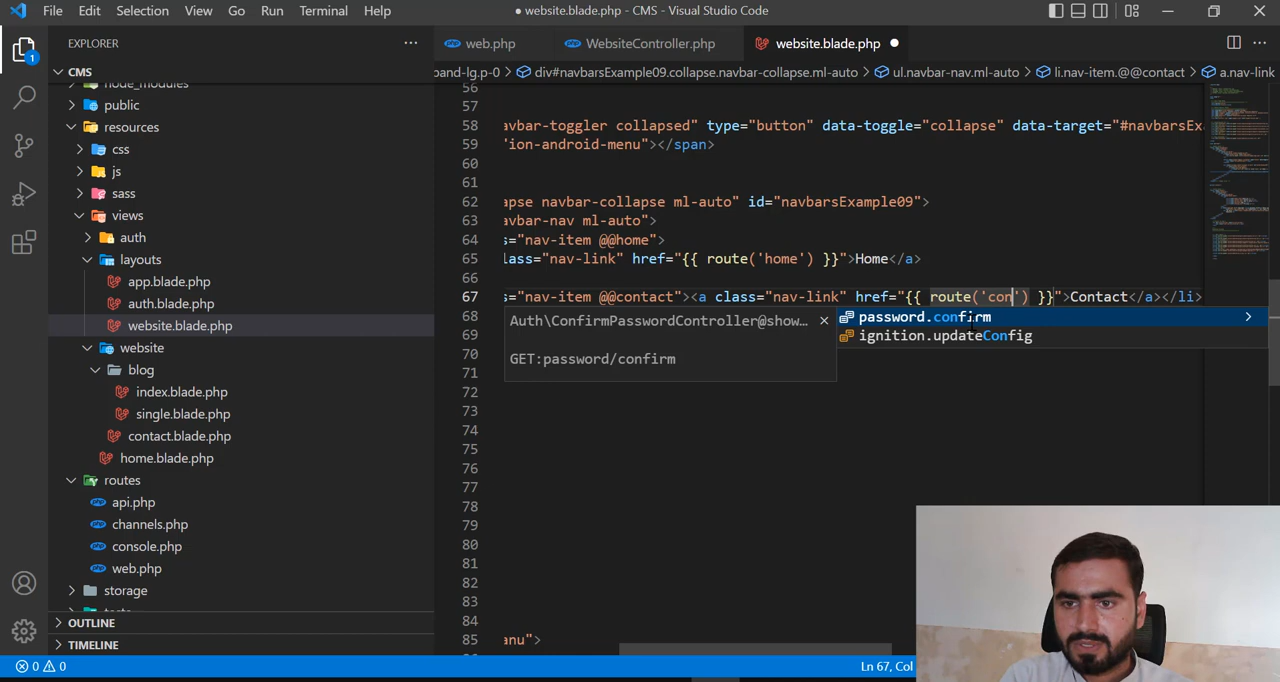 File Edit Selection View Go Run Terminal Help
● website.blade.php - CMS - Visual Studio Code
EXPLORER
web.php WebsiteController.php website.blade.php
CMS
pand-lg.p-0 > div#navbarsExample09.collapse.navbar-collapse.ml-auto > ul.navbar-nav.ml-auto > li.nav-item.@@contact > a.nav-link
node_modules
public
resources
css
js
sass
views
auth
layouts
app.blade.php
auth.blade.php
website.blade.php
website
blog
index.blade.php
single.blade.php
contact.blade.php
home.blade.php
routes
api.php
channels.php
console.php
web.php
storage
tests
OUTLINE
TIMELINE
56
57
58 avbar-toggler collapsed" type="button" data-toggle="collapse" data-target="#navbarsExa
59 ion-android-menu"></span>
60
61
62 apse navbar-collapse ml-auto" id="navbarsExample09">
63 avbar-nav ml-auto">
64 s="nav-item @@home">
65 lass="nav-link" href="{{ route('home') }}">Home</a>
66
67 s="nav-item @@contact"><a class="nav-link" href="{{ route('con') }}">Contact</a></li>
68 Auth\ConfirmPasswordController@show... password.confirm
69 ignition.updateConfig
70 GET:password/confirm
71
72
73
74
75
76
77
78
79
80
81
82
83
84
85 anu">
1
0 0 Ln 67, Col